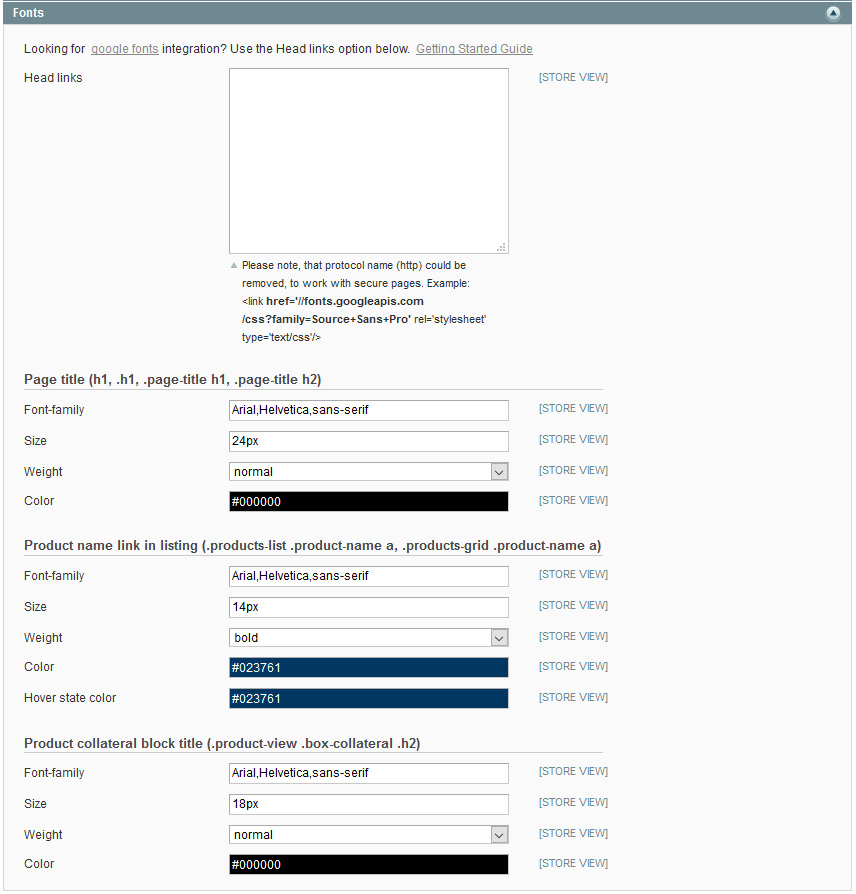 Fonts
Looking for google fonts integration? Use the Head links option below. Getting Started Guide
Head links [STORE VIEW]
Please note, that protocol name (http) could be
removed, to work with secure pages. Example:
<link href='//fonts.googleapis.com
/css?family=Source+Sans+Pro' rel='stylesheet'
type='text/css'/>
Page title (h1, .h1, .page-title h1, .page-title h2)
Font-family Arial,Helvetica,sans-serif [STORE VIEW]
Size 24px [STORE VIEW]
Weight normal [STORE VIEW]
Color #000000 [STORE VIEW]
Product name link in listing (.products-list .product-name a, .products-grid .product-name a)
Font-family Arial,Helvetica,sans-serif [STORE VIEW]
Size 14px [STORE VIEW]
Weight bold [STORE VIEW]
Color #023761 [STORE VIEW]
Hover state color #023761 [STORE VIEW]
Product collateral block title (.product-view .box-collateral .h2)
Font-family Arial,Helvetica,sans-serif [STORE VIEW]
Size 18px [STORE VIEW]
Weight normal [STORE VIEW]
Color #000000 [STORE VIEW]